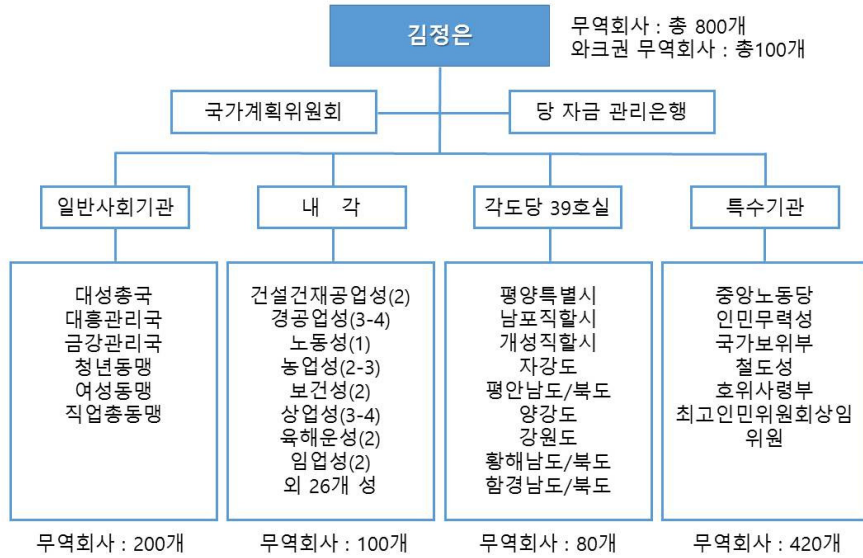 김정은
무역회사 : 총 800개
와크권 무역회사 : 총100개
국가계획위원회
당 자금 관리은행
일반사회기관
내 각
각도당 39호실
특수기관
대성총국
대흥관리국
금강관리국
청년동맹
여성동맹
직업총동맹
건설건재공업성(2)
경공업성(3-4)
노동성(1)
농업성(2-3)
보건성(2)
상업성(3-4)
육해운성(2)
임업성(2)
외 26개 성
평양특별시
남포직할시
개성직할시
자강도
평안남도/북도
양강도
강원도
황해남도/북도
함경남도/북도
중앙노동당
인민무력성
국가보위부
철도성
호위사령부
최고인민위원회상임
위원
무역회사 : 200개
무역회사 : 100개
무역회사 : 80개
무역회사 : 420개